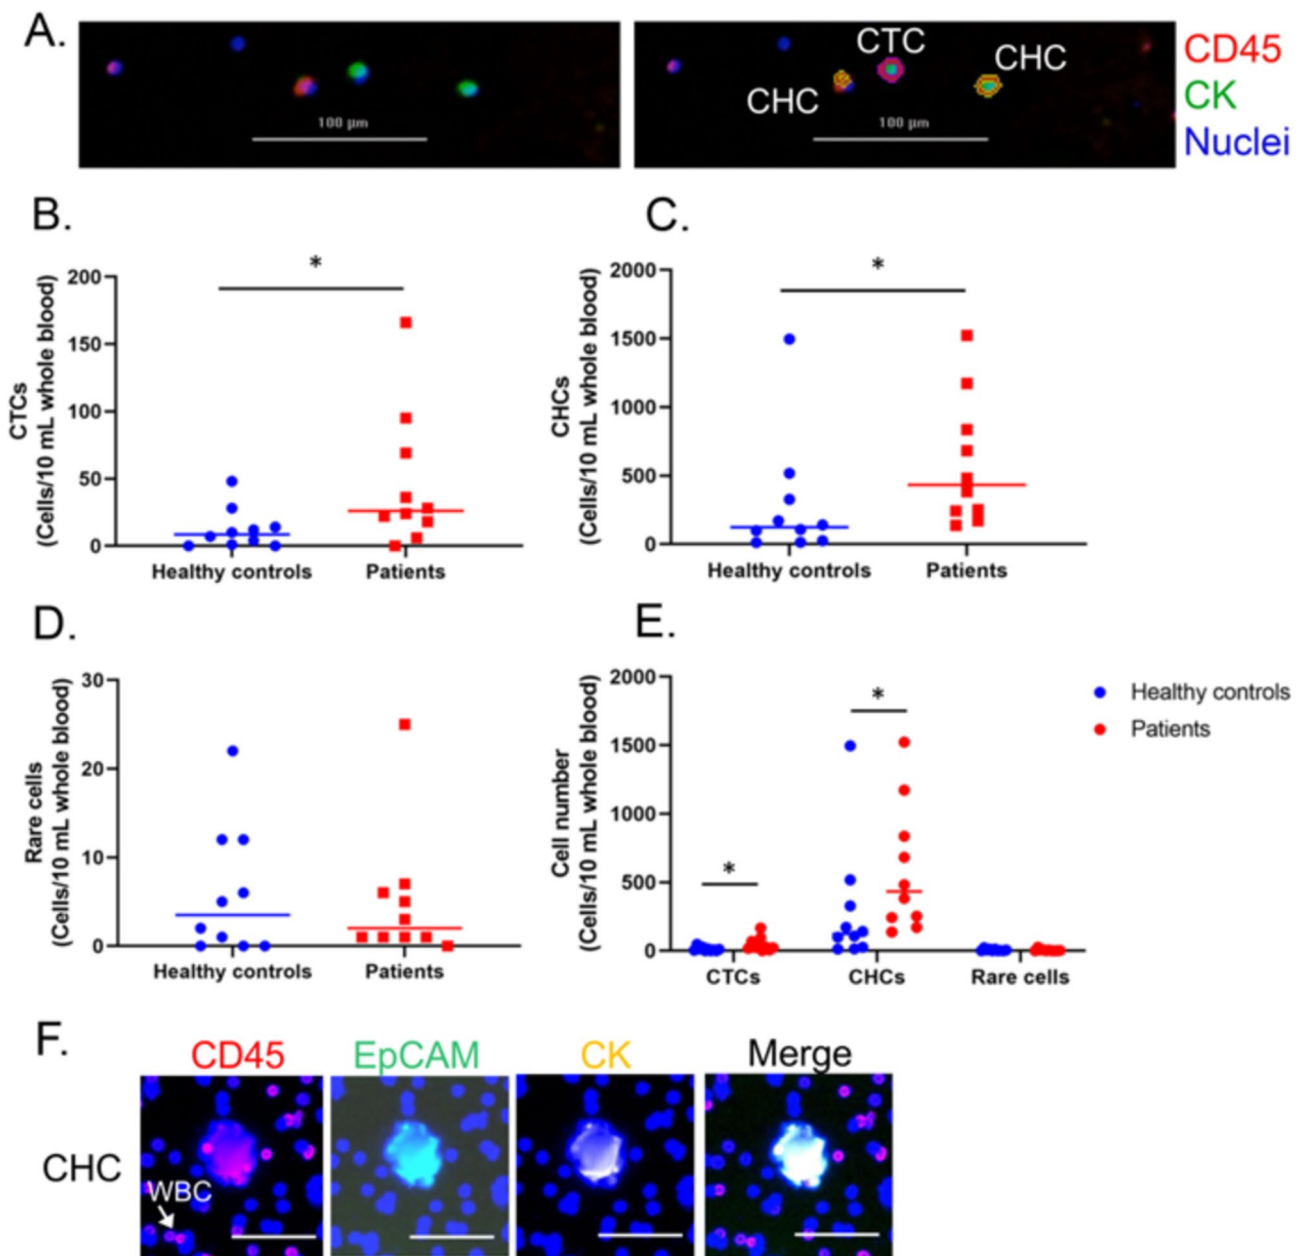 A.
100 µm
CHC
CTC
CHC
100 µm
CD45
CK
Nuclei
B.
CTCs
(Cells/10 mL whole blood)
200
150
100
50
0
*
Healthy controls
Patients
C.
CHCs
(Cells/10 mL whole blood)
2000
1500
1000
500
0
*
Healthy controls
Patients
D.
Rare cells
(Cells/10 mL whole blood)
30
20
10
0
Healthy controls
Patients
E.
Cell number
(Cells/10 mL whole blood)
2000
1500
1000
500
0
*
*
CTCs
CHCs
Rare cells
Healthy controls
Patients
F.
CD45
EpCAM
CK
Merge
CHC
WBC